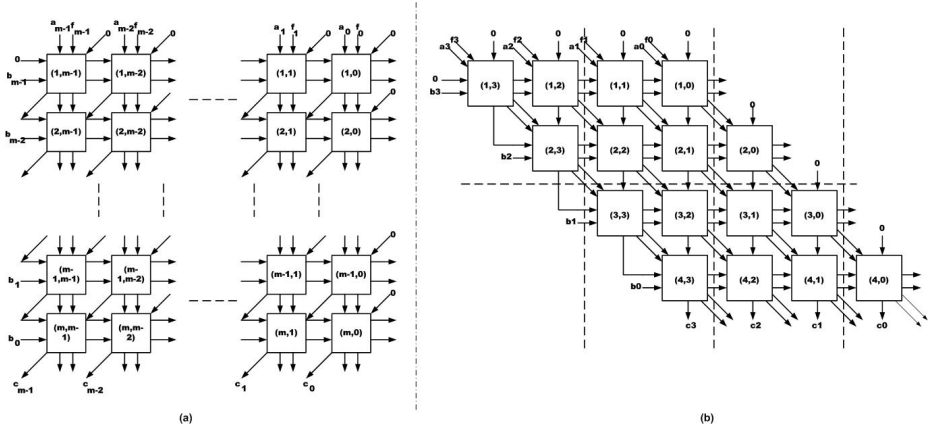 a m-1 f m-1 0 a m-2 f m-2 0 a 1 f 1 0 a 0 f 0 0
0 (1,m-1) (1,m-2) (1,1) (1,0)
b m-1 0
b m-2 (2,m-1) (2,m-2) (2,1) (2,0)
0
b 1 (m-1,m-1) (m-1,m-2) (m-1,1) (m-1,0)
0
b 0 (m,m-1) (m,m-2) (m,1) (m,0)
c m-1 c m-2 c 1 c 0
(a)
f3 0 f2 0 f1 0 f0 0
a3 a2 a1 a0
0 (1,3) (1,2) (1,1) (1,0)
b3
0
(2,3) (2,2) (2,1) (2,0)
b2
0
(3,3) (3,2) (3,1) (3,0)
b1
0
(4,3) (4,2) (4,1) (4,0)
b0
c3 c2 c1 c0
(b)